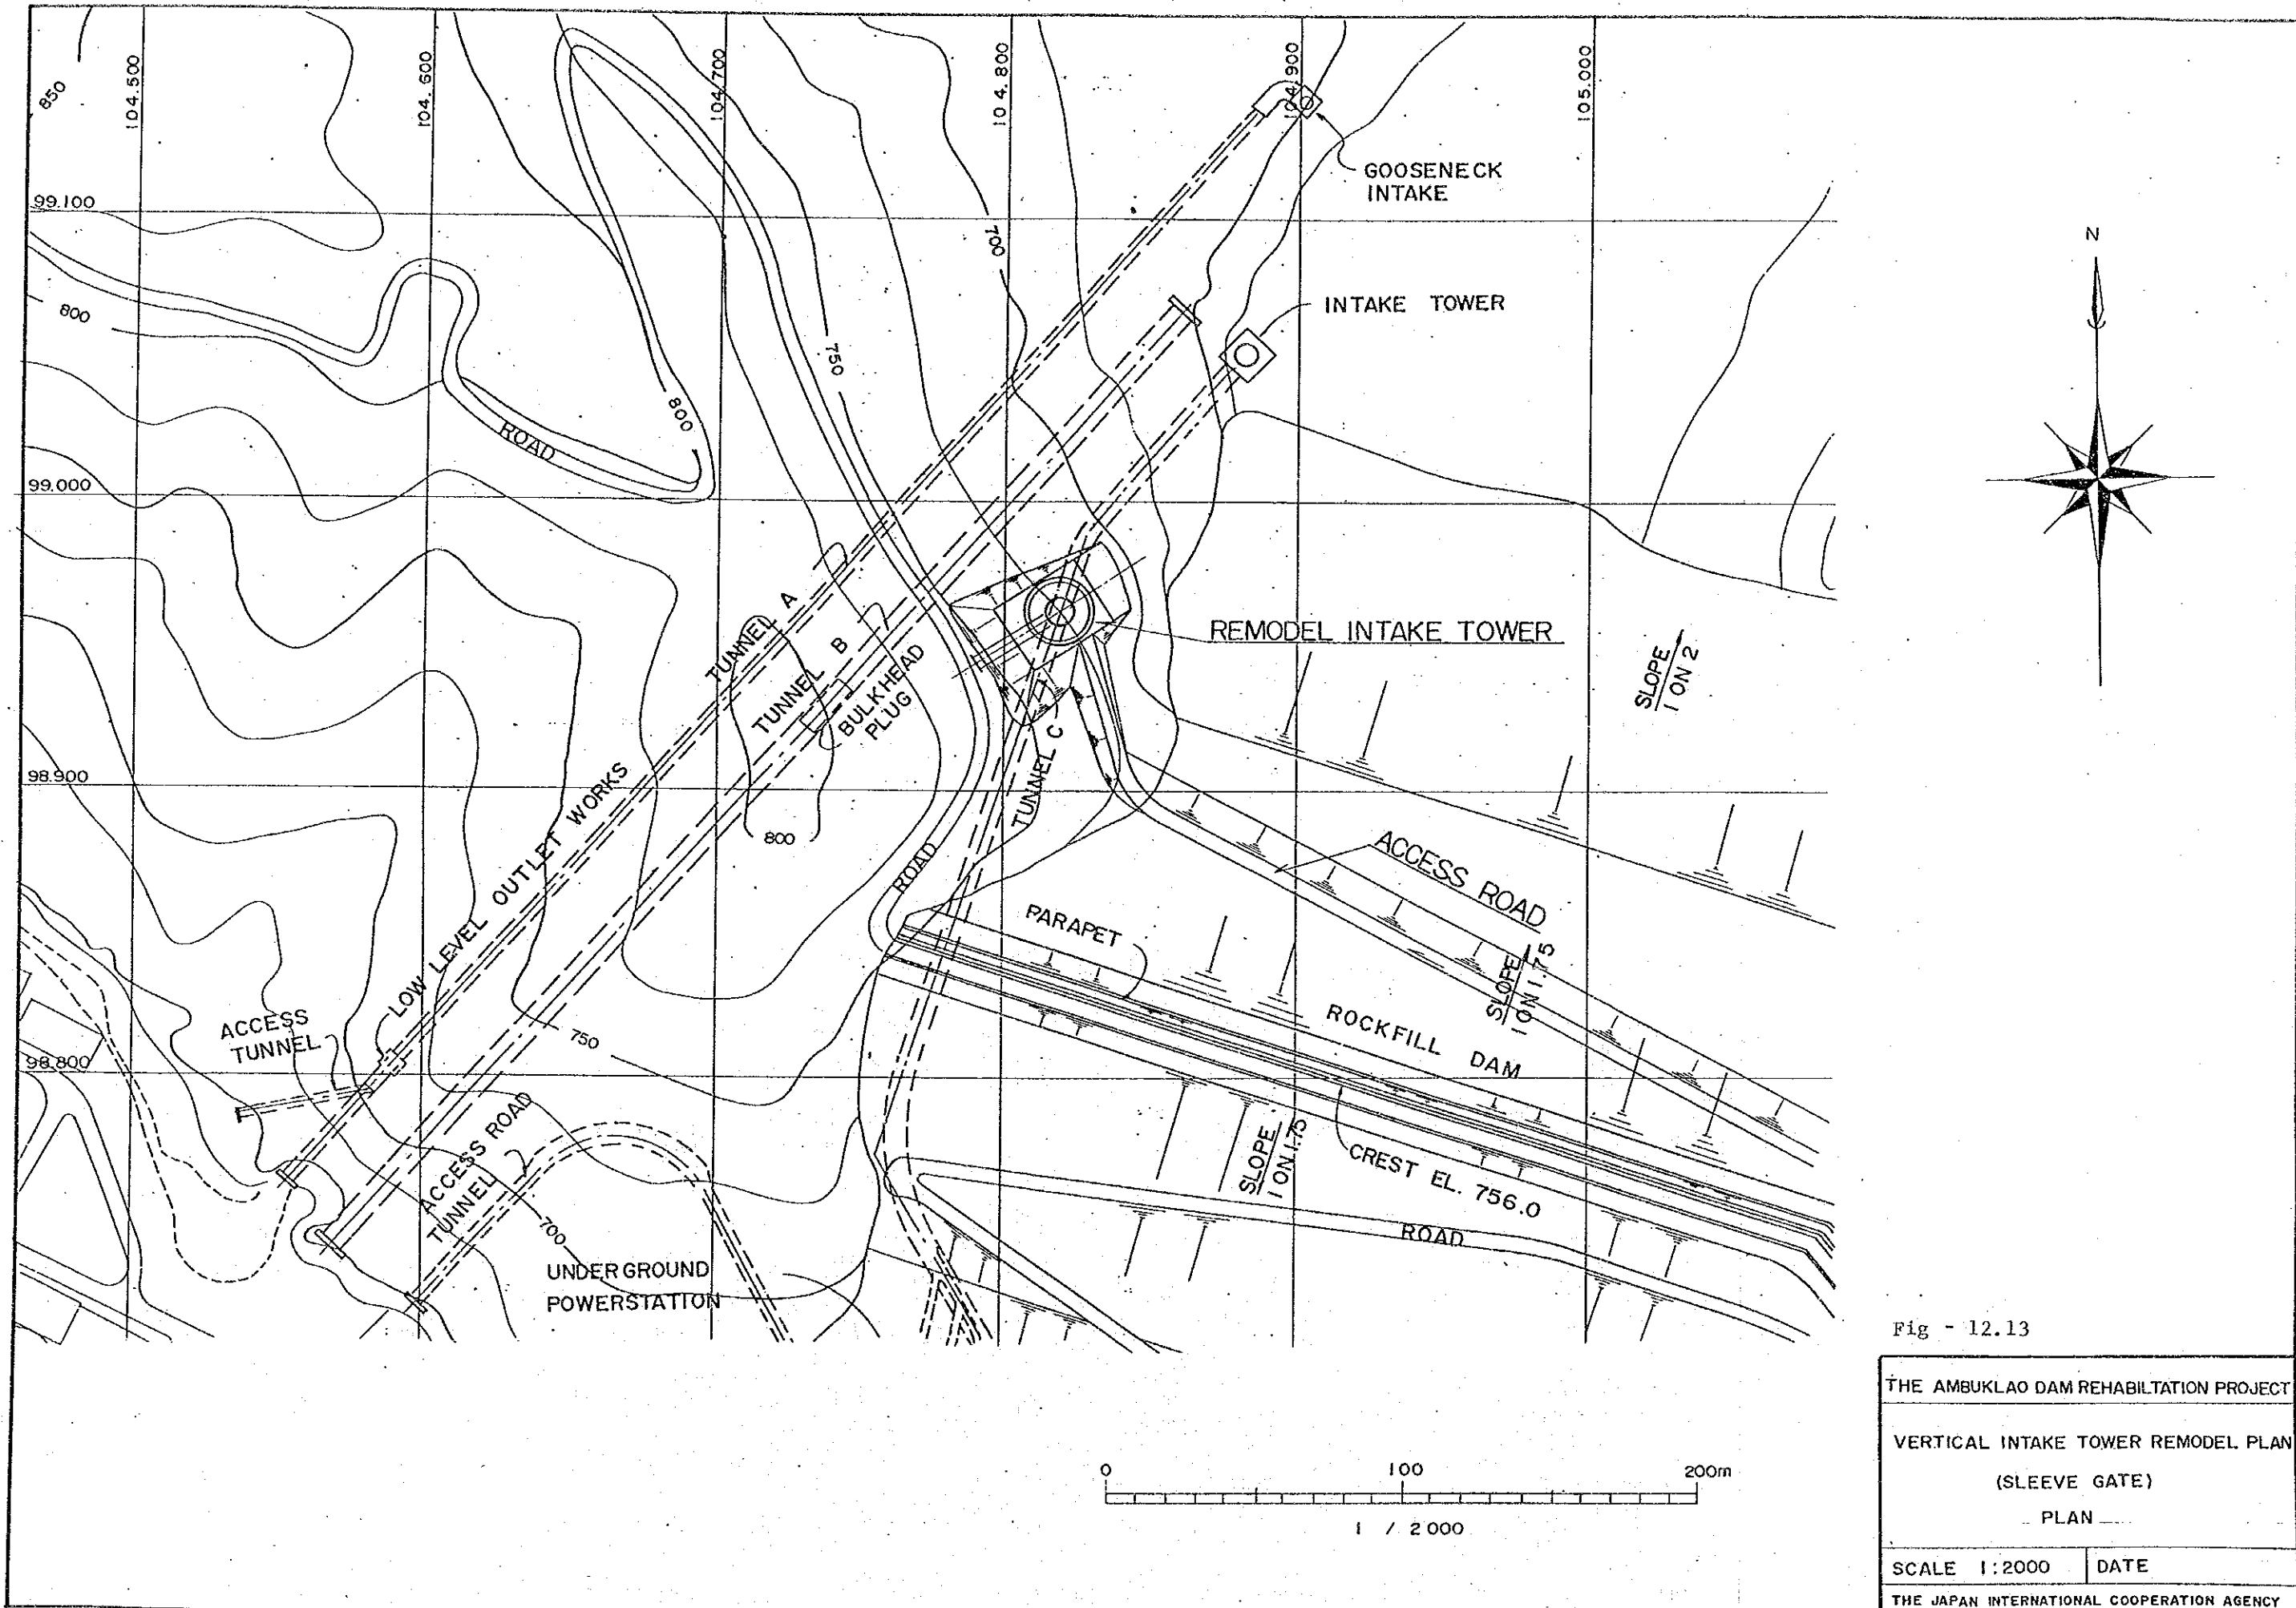 104.500
104.600
104.700
104.800
104.900
105.000
850
99.100
99.000
98.900
98.800
800
800
750
700
GOOSENECK
INTAKE
INTAKE TOWER
N
ROAD
REMODEL INTAKE TOWER
TUNNEL A
TUNNEL B
BULKHEAD
PLUG
TUNNEL C
SLOPE
1 ON 2
800
ROAD
LOW LEVEL OUTLET WORKS
ACCESS ROAD
PARAPET
SLOPE
1 ON 1.75
ROCKFILL DAM
ACCESS
TUNNEL
750
ACCESS ROAD
TUNNEL
700
SLOPE
1 ON 1.75
CREST EL. 756.0
ROAD
UNDERGROUND
POWERSTATION
0 100 200m
1 / 2000
Fig - 12.13
THE AMBUKLAO DAM REHABILTATION PROJECT
VERTICAL INTAKE TOWER REMODEL PLAN
(SLEEVE GATE)
PLAN
SCALE 1:2000 DATE
THE JAPAN INTERNATIONAL COOPERATION AGENCY